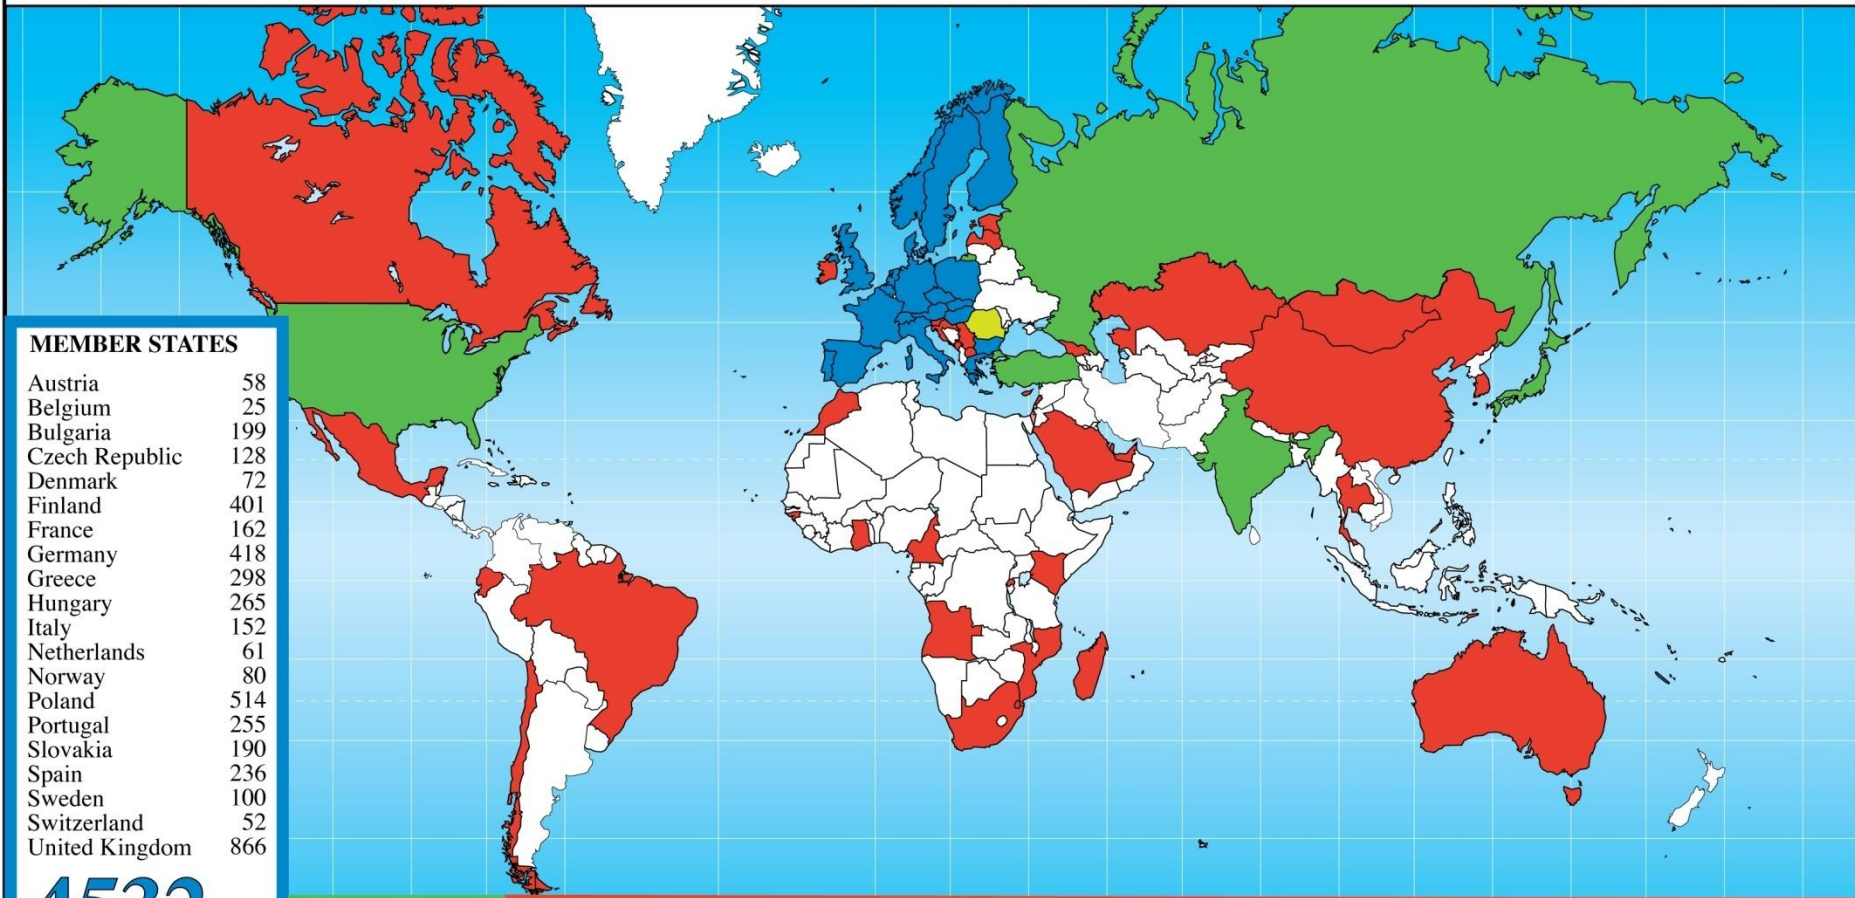 MEMBER STATES
Austria 58
Belgium 25
Bulgaria 199
Czech Republic 128
Denmark 72
Finland 401
France 162
Germany 418
Greece 298
Hungary 265
Italy 152
Netherlands 61
Norway 80
Poland 514
Portugal 255
Slovakia 190
Spain 236
Sweden 100
Switzerland 52
United Kingdom 866
4532